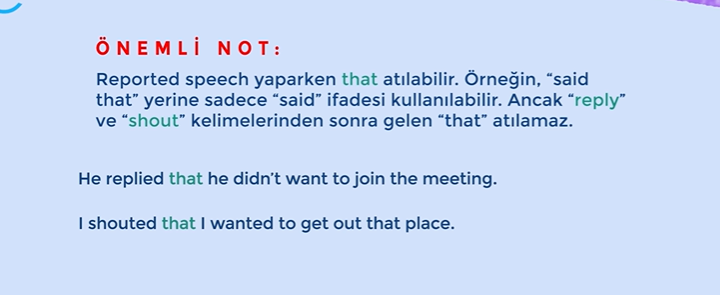 ÖNEMLİ NOT:
Reported speech yaparken that atılabilir. Örneğin, “said
that” yerine sadece “said” ifadesi kullanılabilir. Ancak “reply”
ve “shout” kelimelerinden sonra gelen “that” atılamaz.
He replied that he didn’t want to join the meeting.
I shouted that I wanted to get out that place.